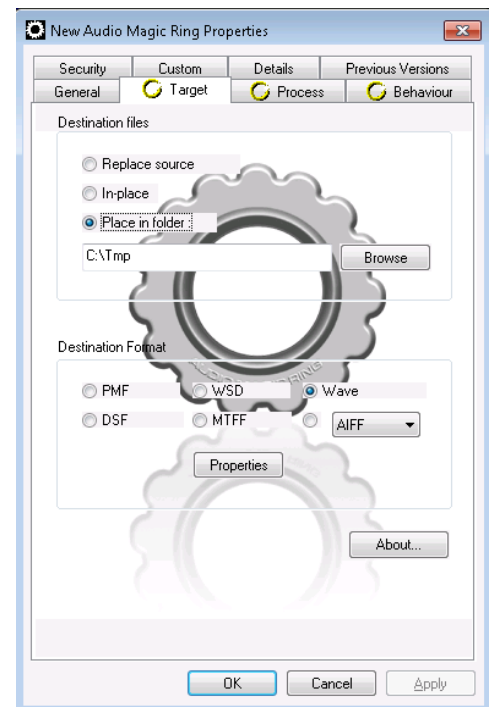 New Audio Magic Ring Properties
Security Custom Details Previous Versions
General Target Process Behaviour
Destination files
Replace source
In-place
Place in folder :
C:\Tmp Browse
Destination Format
PMF WSD Wave
DSF MTFF AIFF
Properties
About...
OK Cancel Apply